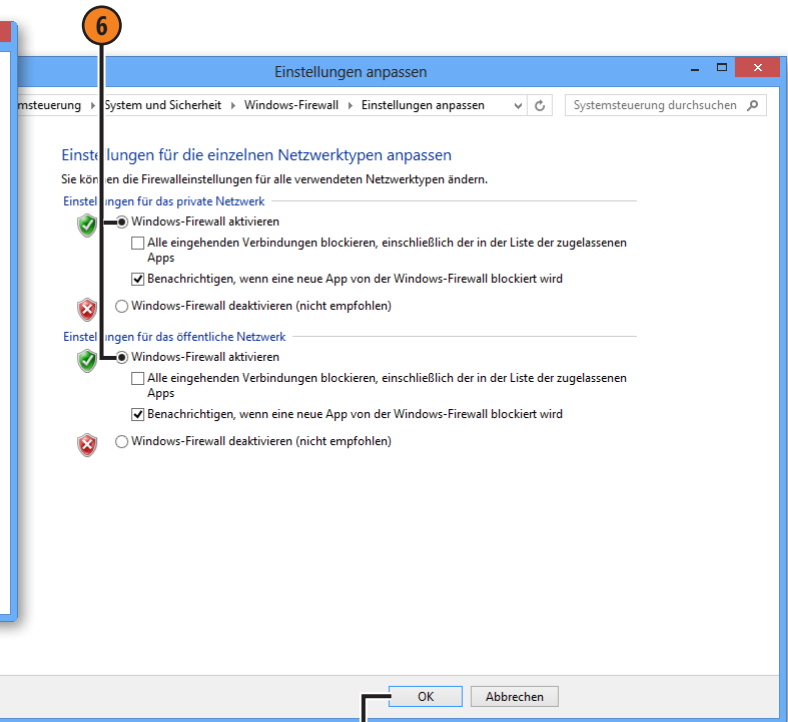 6
Einstellungen anpassen
msteuerung ▸ System und Sicherheit ▸ Windows-Firewall ▸ Einstellungen anpassen
Systemsteuerung durchsuchen
Einstellungen für die einzelnen Netzwerktypen anpassen
Sie können die Firewalleinstellungen für alle verwendeten Netzwerktypen ändern.
Einstellungen für das private Netzwerk
Windows-Firewall aktivieren
Alle eingehenden Verbindungen blockieren, einschließlich der in der Liste der zugelassenen
Apps
Benachrichtigen, wenn eine neue App von der Windows-Firewall blockiert wird
Windows-Firewall deaktivieren (nicht empfohlen)
Einstellungen für das öffentliche Netzwerk
Windows-Firewall aktivieren
Alle eingehenden Verbindungen blockieren, einschließlich der in der Liste der zugelassenen
Apps
Benachrichtigen, wenn eine neue App von der Windows-Firewall blockiert wird
Windows-Firewall deaktivieren (nicht empfohlen)
OK
Abbrechen